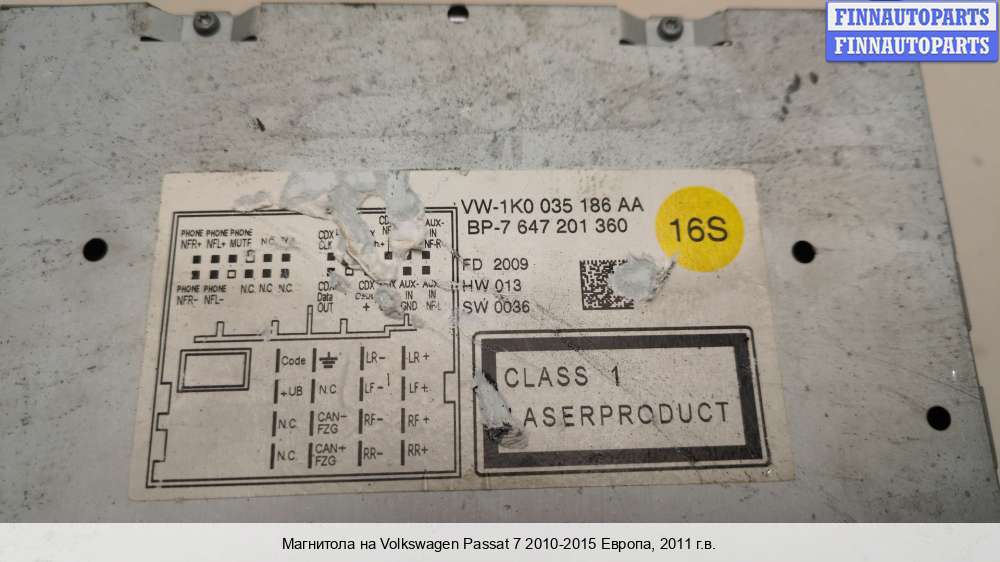 FINNAUTOPARTS
FINNAUTOPARTS
VW-1K0 035 186 AA
BP-7 647 201 360
16S
FD 2009
HW 013
SW 0036
PHONE PHONE PHONE
NFR+ NFL+ MUTE N.C.
CLK
AUX-
IN
NF-R
PHONE PHONE N.C. N.C. N.C.
NFR- NFL-
Data
OUT
CDX
+
AUX-
IN
GND
AUX
IN
NF-L
Code LR- LR+
+UB N.C. LF- LF+
N.C. CAN-
FZG RF- RF+
N.C. CAN+
FZG RR- RR+
CLASS 1
LASERPRODUCT
Магнитола на Volkswagen Passat 7 2010-2015 Европа, 2011 г.в.